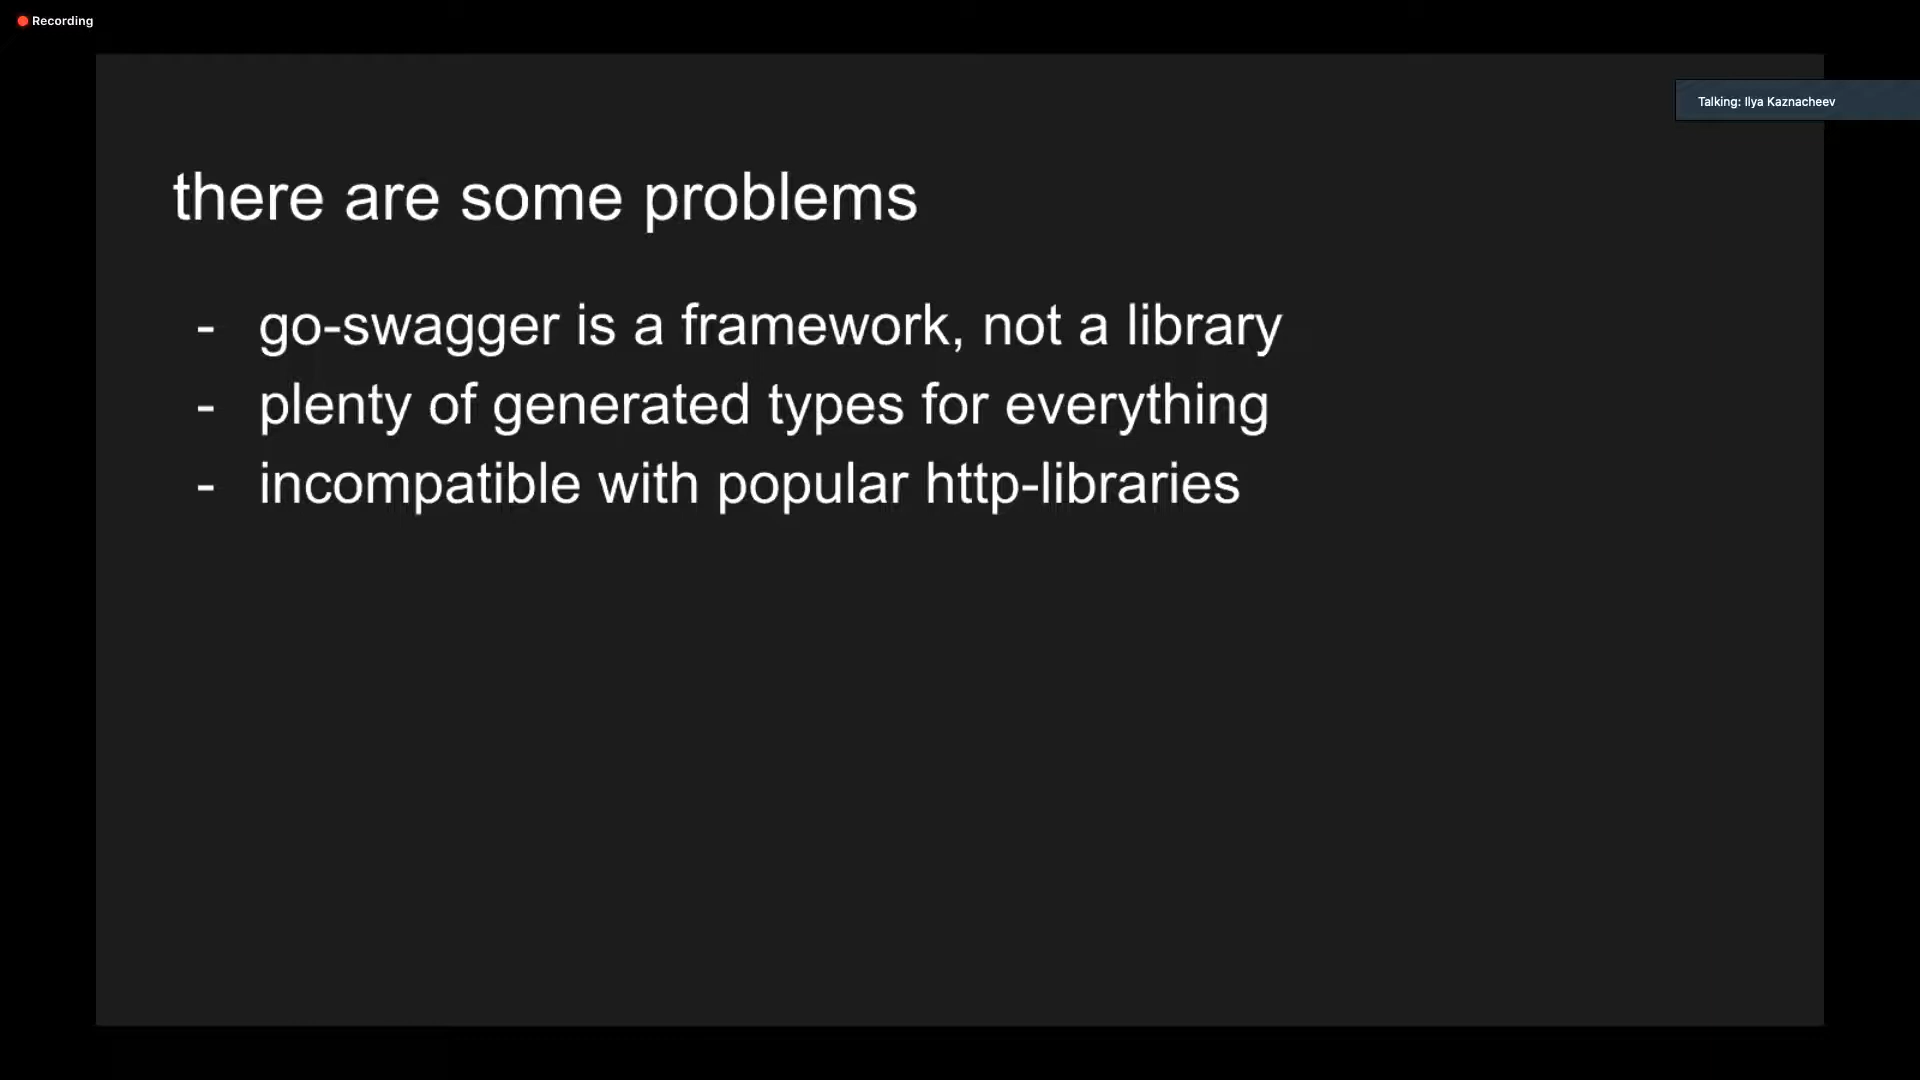 Recording
Talking: Ilya Kaznacheev
there are some problems
- go-swagger is a framework, not a library
- plenty of generated types for everything
- incompatible with popular http-libraries